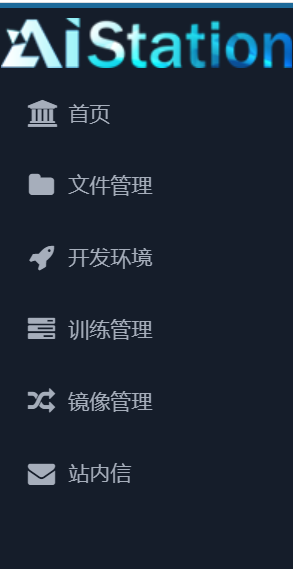 AiStation
首页
文件管理
开发环境
训练管理
镜像管理
站内信